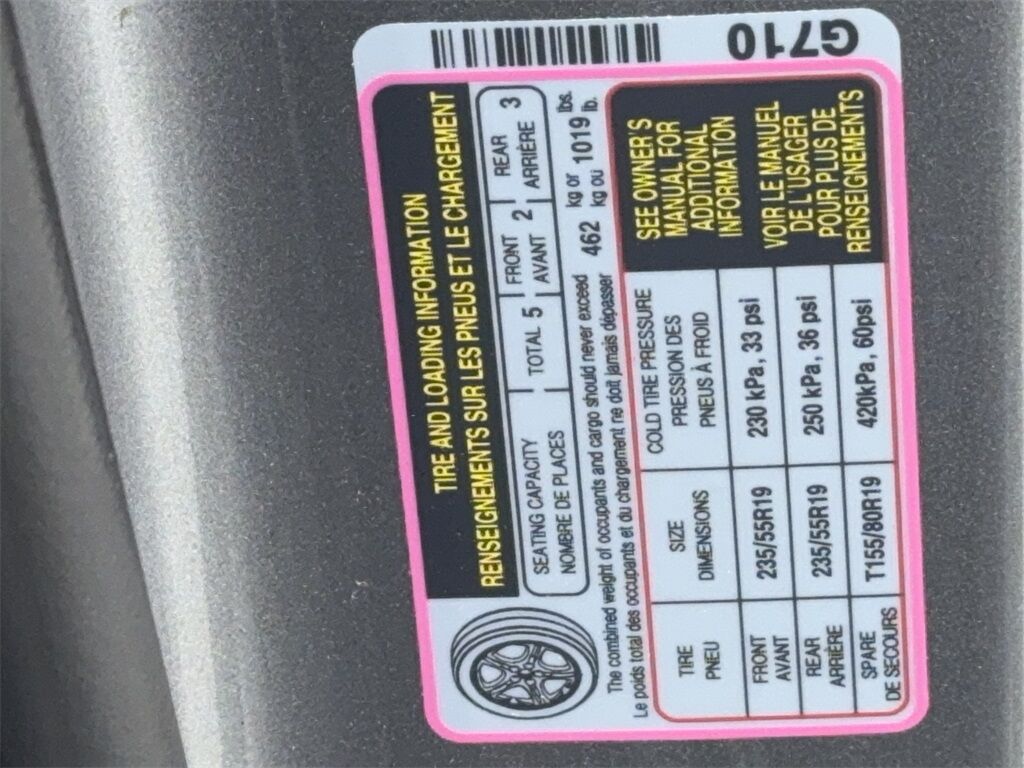 G710
TIRE AND LOADING INFORMATION
RENSEIGNEMENTS SUR LES PNEUS ET LE CHARGEMENT
SEATING CAPACITY TOTAL 5 FRONT 2 REAR 3
NOMBRE DE PLACES AVANT ARRIÈRE
The combined weight of occupants and cargo should never exceed 462 kg or 1019 lbs.
Le poids total des occupants et du chargement ne doit jamais dépasser kg ou lb.
TIRE SIZE COLD TIRE PRESSURE
PNEU DIMENSIONS PRESSION DES
PNEUS À FROID
FRONT 235/55R19 230 kPa, 33 psi
AVANT
REAR 235/55R19 250 kPa, 36 psi
ARRIÈRE
SPARE T155/80R19 420kPa, 60psi
DE SECOURS
SEE OWNER'S
MANUAL FOR
ADDITIONAL
INFORMATION
VOIR LE MANUEL
DE L'USAGER
POUR PLUS DE
RENSEIGNEMENTS